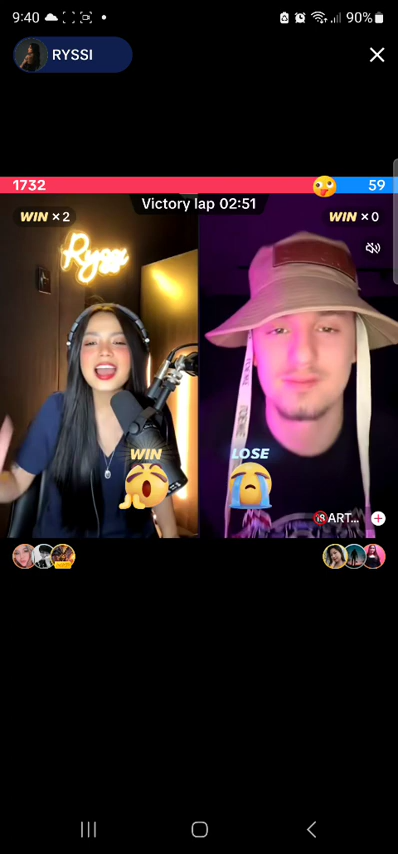 9:40
90%
RYSSI
1732
59
Victory lap 02:51
WIN ×2
WIN ×0
Ryssi
WIN
LOSE
ART...